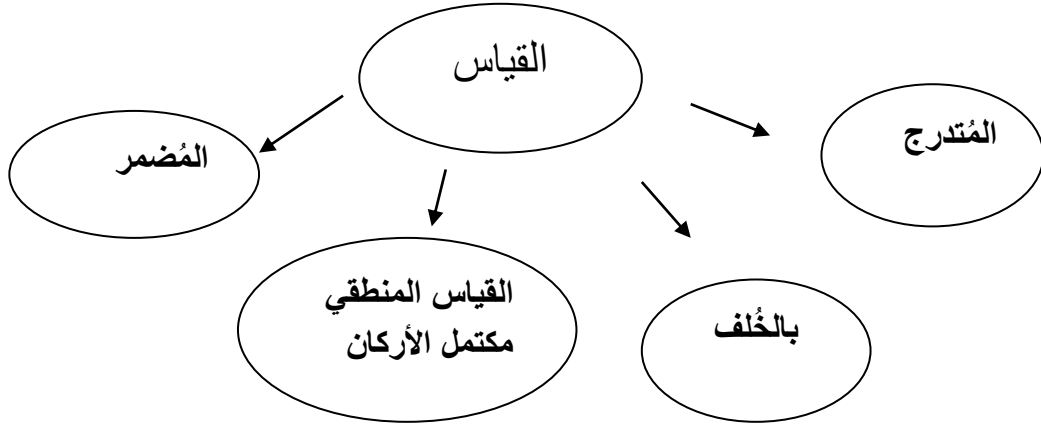 القياس
المُتدرج
بالخُلف
القياس المنطقي
مكتمل الأركان
المُضمر